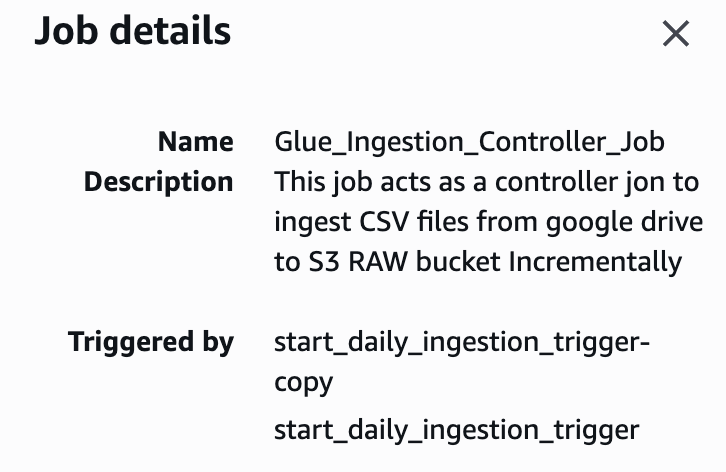 Job details
Name Glue_Ingestion_Controller_Job
Description This job acts as a controller jon to
ingest CSV files from google drive
to S3 RAW bucket Incrementally
Triggered by start_daily_ingestion_trigger-
copy
start_daily_ingestion_trigger